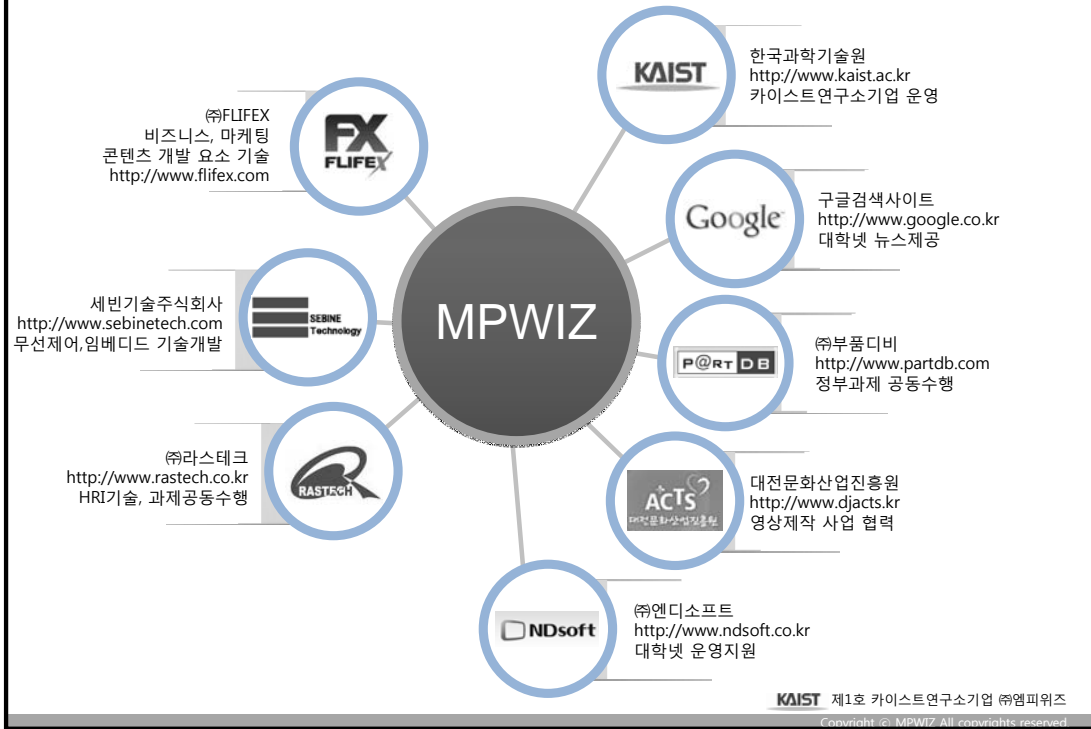 KAIST
한국과학기술원
http://www.kaist.ac.kr
카이스트연구소기업 운영
㈜FLIFEX
비즈니스, 마케팅
콘텐츠 개발 요소 기술
http://www.flifex.com
FX
FLIFEX
Google
구글검색사이트
http://www.google.co.kr
대학넷 뉴스제공
세빈기술주식회사
http://www.sebinetech.com
무선제어,임베디드 기술개발
SEBINE
Technology
MPWIZ
P@RT DB
㈜부품디비
http://www.partdb.com
정부과제 공동수행
㈜라스테크
http://www.rastech.co.kr
HRI기술, 과제공동수행
RASTECH
ACTS
대전문화산업진흥원
대전문화산업진흥원
http://www.djacts.kr
영상제작 사업 협력
NDsoft
㈜엔디소프트
http://www.ndsoft.co.kr
대학넷 운영지원
KAIST 제1호 카이스트연구소기업 ㈜엠피위즈
Copyright ⓒ MPWIZ All copyrights reserved